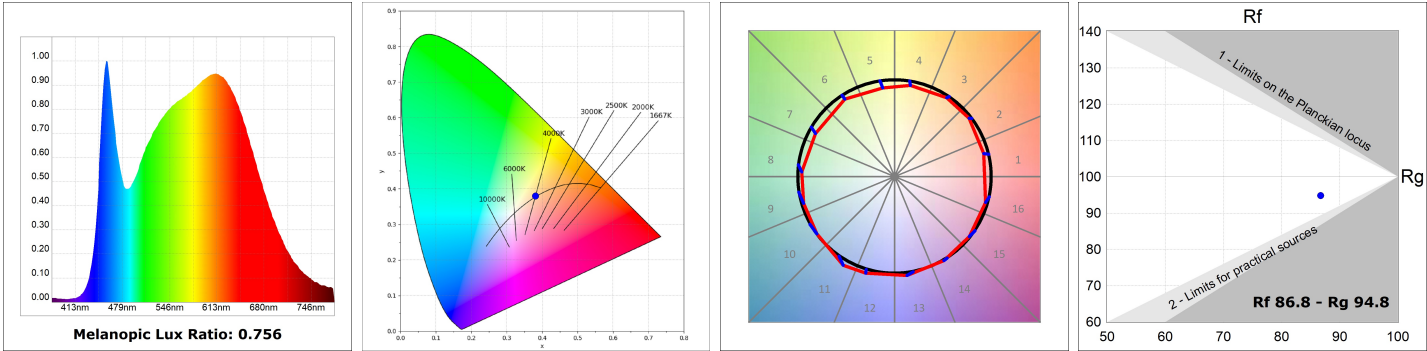 1.00
0.90
0.80
0.70
0.60
0.50
0.40
0.30
0.20
0.10
0.00
413nm 479nm 546nm 613nm 680nm 746nm
Melanopic Lux Ratio: 0.756
0.9
0.8
0.7
0.6
0.5
0.4
0.3
0.2
0.1
0.0
y
0.0 0.1 0.2 0.3 0.4 0.5 0.6 0.7 0.8
x
10000K
6000K
4000K
3000K
2500K
2000K
1667K
1
2
3
4
5
6
7
8
9
10
11
12
13
14
15
16
Rf
140
130
120
110
100
90
80
70
60
50 60 70 80 90 100
Rg
1 - Limits on the Planckian locus
2 - Limits for practical sources
Rf 86.8 - Rg 94.8